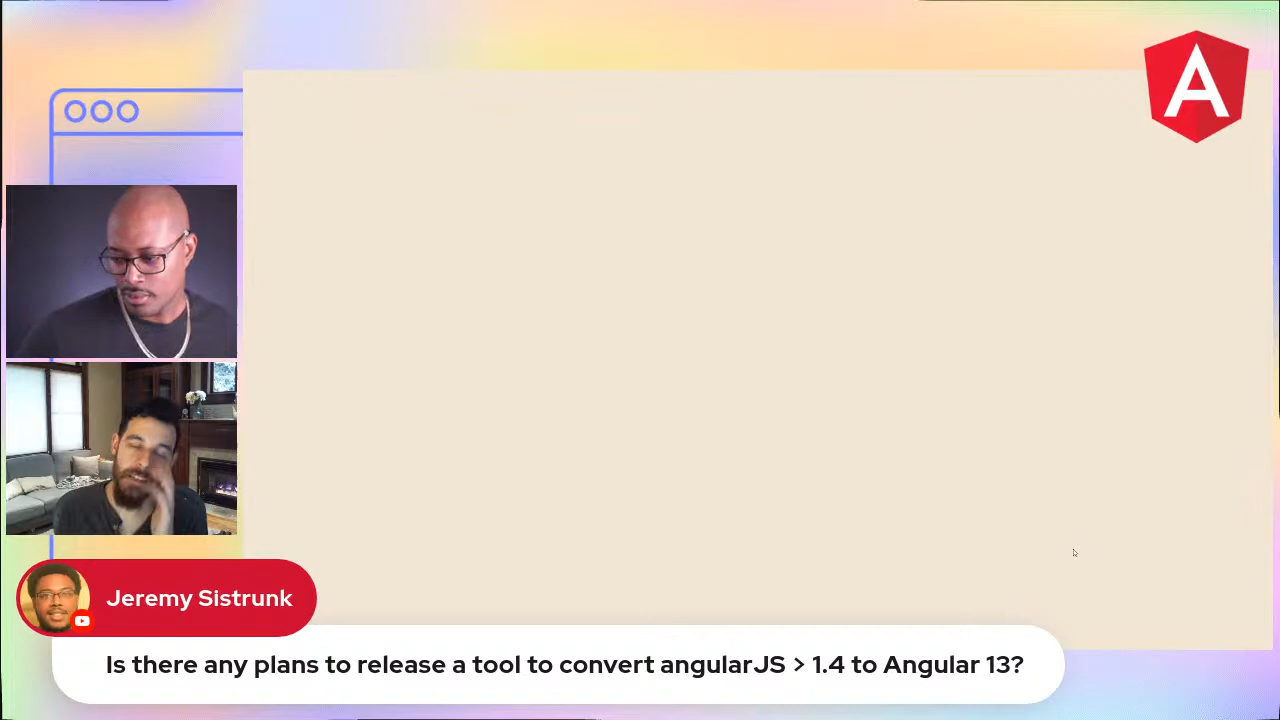 A
Jeremy Sistrunk
Is there any plans to release a tool to convert angularJS > 1.4 to Angular 13?